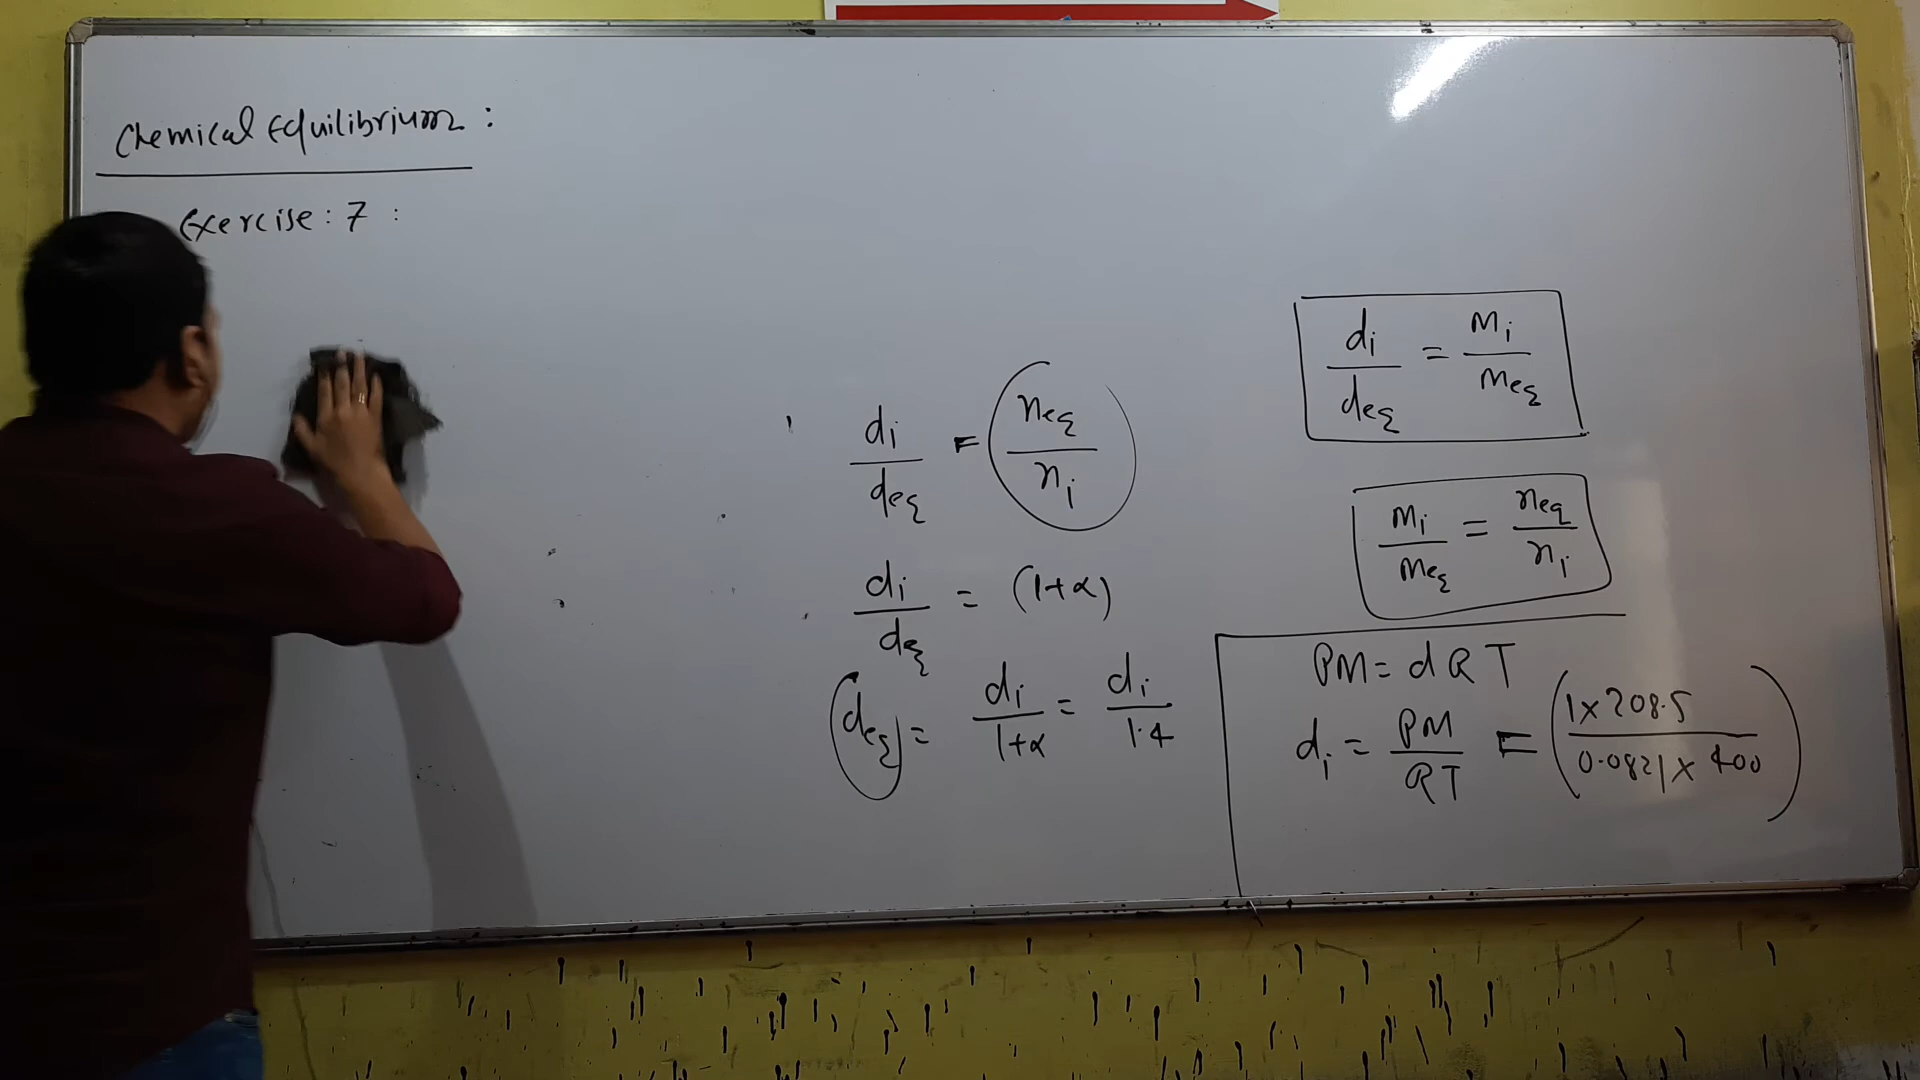 Chemical Equilibrium :
Exercise : 7 :
di/deq = neq/ni
di/deq = (1+α)
deq = di/1+α = di/1.4
di/deq = Mi/Meq
Mi/Meq = neq/ni
PM = dRT
di = PM/RT = (1×208.5/0.0821×400)